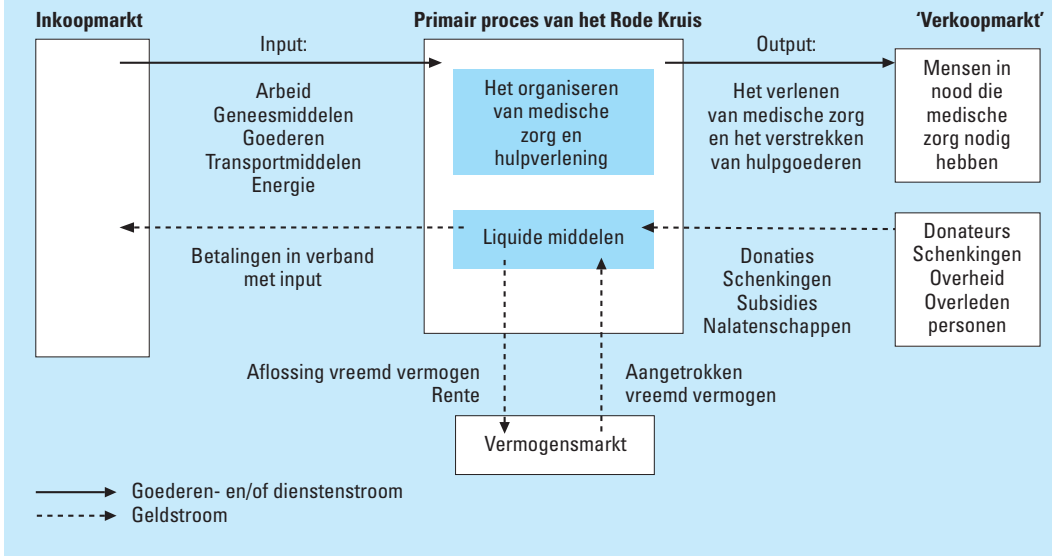 Inkoopmarkt
Primair proces van het Rode Kruis
'Verkoopmarkt'
Input:
Arbeid
Geneesmiddelen
Goederen
Transportmiddelen
Energie
Het organiseren
van medische
zorg en
hulpverlening
Output:
Het verlenen
van medische zorg
en het verstrekken
van hulpgoederen
Mensen in
nood die
medische
zorg nodig
hebben
Betalingen in verband
met input
Liquide middelen
Donaties
Schenkingen
Subsidies
Nalatenschappen
Donateurs
Schenkingen
Overheid
Overleden
personen
Aflossing vreemd vermogen
Rente
Aangetrokken
vreemd vermogen
Vermogensmarkt
Goederen- en/of dienstenstroom
Geldstroom